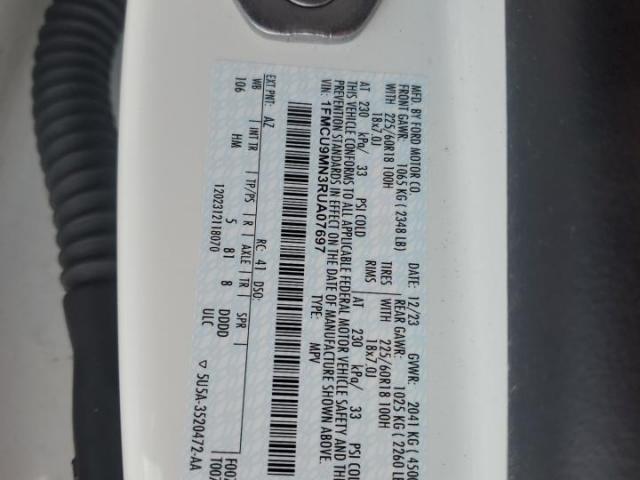 MFD. BY FORD MOTOR CO.
DATE: 12/23 GVWR: 2041 KG (4500
FRONT GAWR: 1065 KG (2348 LB) REAR GAWR: 1025 KG (2260 LB
WITH 225/60R18 100H TIRES WITH 225/60R18 100H
18x7.0J RIMS 18x7.0J
AT 230 kPa/ 33 PSI COLD AT 230 kPa/ 33 PSI COL
THIS VEHICLE CONFORMS TO ALL APPLICABLE FEDERAL MOTOR VEHICLE SAFETY AND
PREVENTION STANDARDS IN EFFECT ON THE DATE OF MANUFACTURE SHOWN ABOVE.
VIN: 1FMCU9MN3RUA07697
TYPE: MPV
EXT PNT: AZ RC: 41 DSO:
WB INT TR TP/PS R AXLE TR SPR
106 HM 5 81 8 DDDD
120231211B070 ULC
▽ 5U5A-3520472-AA
F007
T007